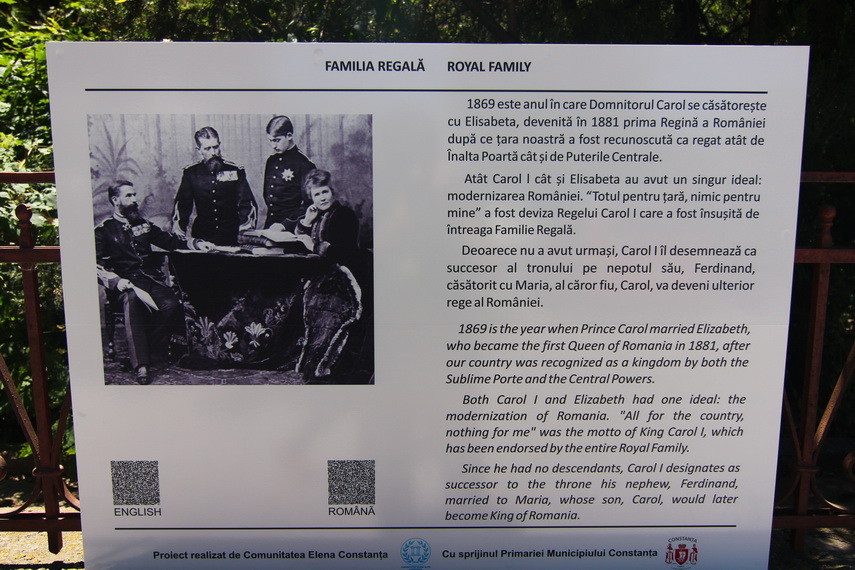 FAMILIA REGALĂ ROYAL FAMILY
1869 este anul în care Domnitorul Carol se căsătorește
cu Elisabeta, devenită în 1881 prima Regină a României
după ce țara noastră a fost recunoscută ca regat atât de
Înalta Poartă cât și de Puterile Centrale.
Atât Carol I cât și Elisabeta au avut un singur ideal:
modernizarea României. “Totul pentru țară, nimic pentru
mine” a fost deviza Regelui Carol I care a fost însușită de
întreaga Familie Regală.
Deoarece nu a avut urmași, Carol I îl desemnează ca
succesor al tronului pe nepotul său, Ferdinand,
căsătorit cu Maria, al căror fiu, Carol, va deveni ulterior
rege al României.
1869 is the year when Prince Carol married Elizabeth,
who became the first Queen of Romania in 1881, after
our country was recognized as a kingdom by both the
Sublime Porte and the Central Powers.
Both Carol I and Elizabeth had one ideal: the
modernization of Romania. "All for the country,
nothing for me" was the motto of King Carol I, which
has been endorsed by the entire Royal Family.
Since he had no descendants, Carol I designates as
successor to the throne his nephew, Ferdinand,
married to Maria, whose son, Carol, would later
become King of Romania.
ENGLISH
ROMÂNĂ
Proiect realizat de Comunitatea Elena Constanța
Cu sprijinul Primariei Municipiului Constanța
CONSTANȚA